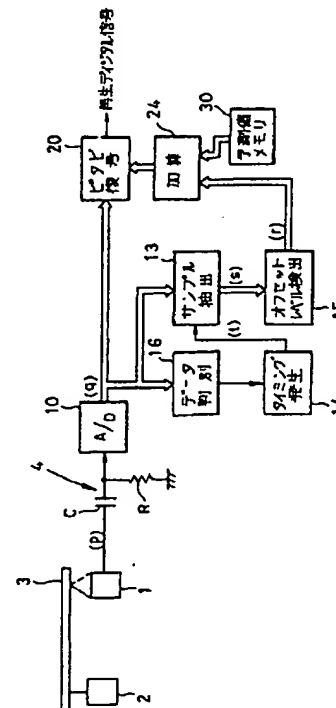 3
1
2
(P)
4
C
R
10
A/D
(q)
20
ビタビ
復号
再生ディジタル信号
16
データ
判別
13
サンプル
抽出
24
加算
30
予測値
メモリ
(s)
(t)
(r)
タイミング
発生
オフセット
レベル検出